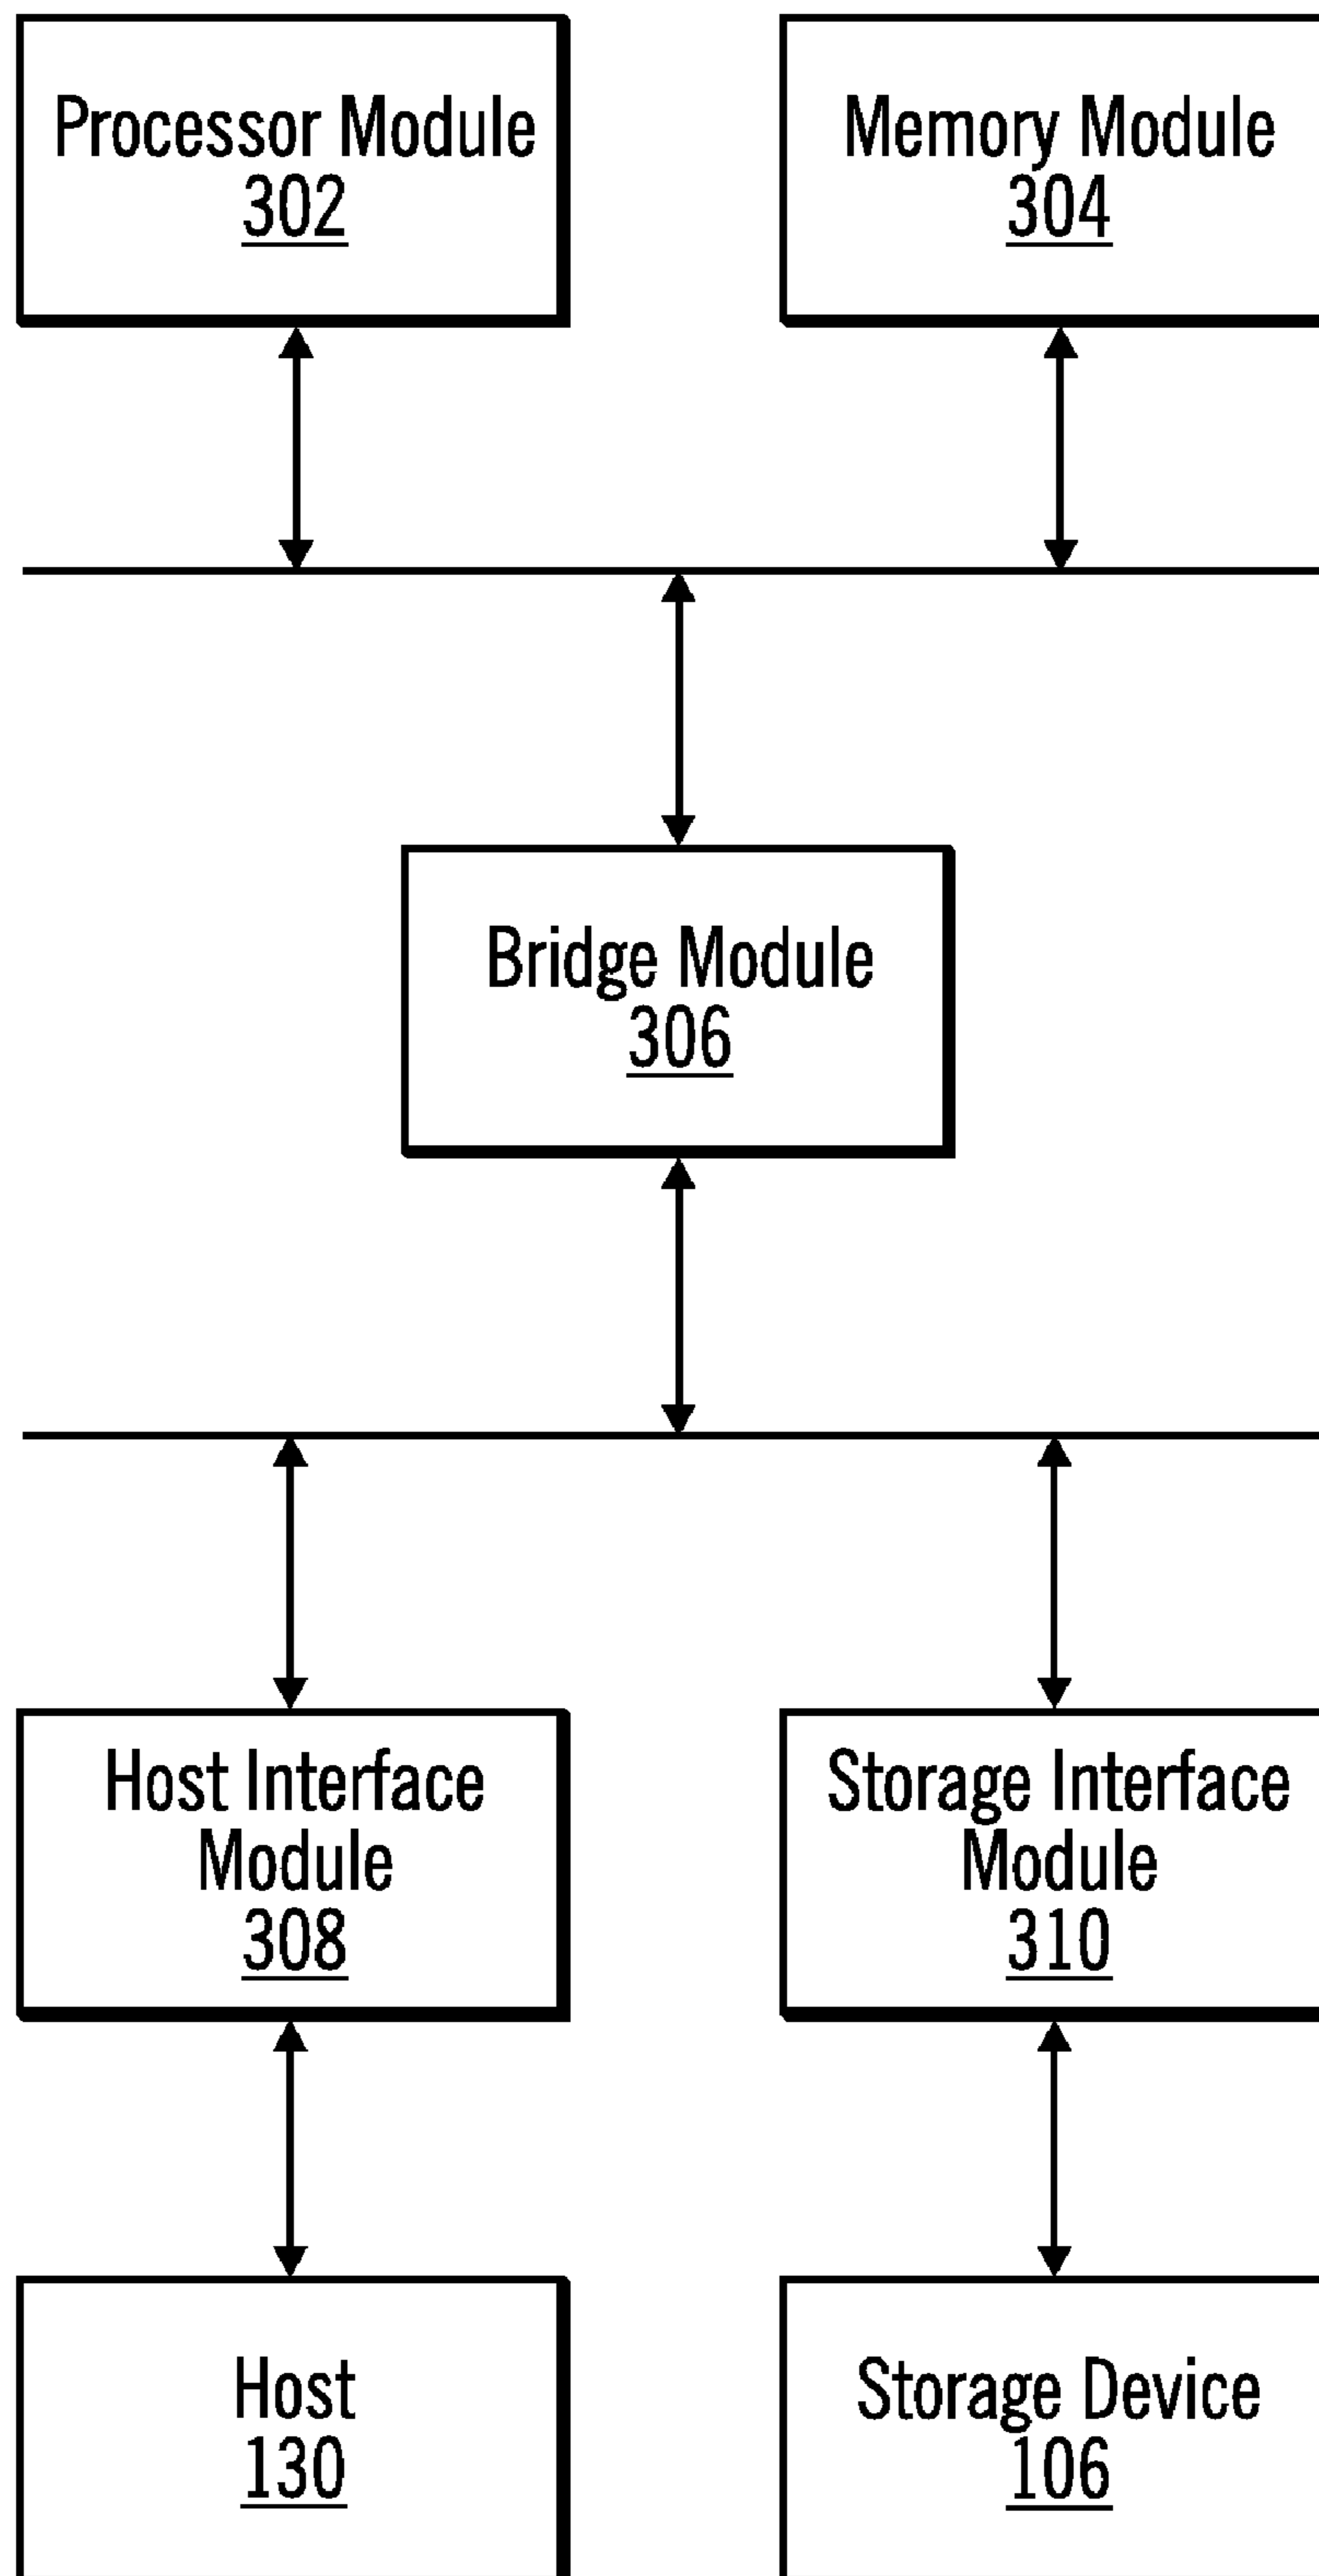 Processor Module
302
Memory Module
304
Bridge Module
306
Host Interface
Module
308
Storage Interface
Module
310
Host
130
Storage Device
106